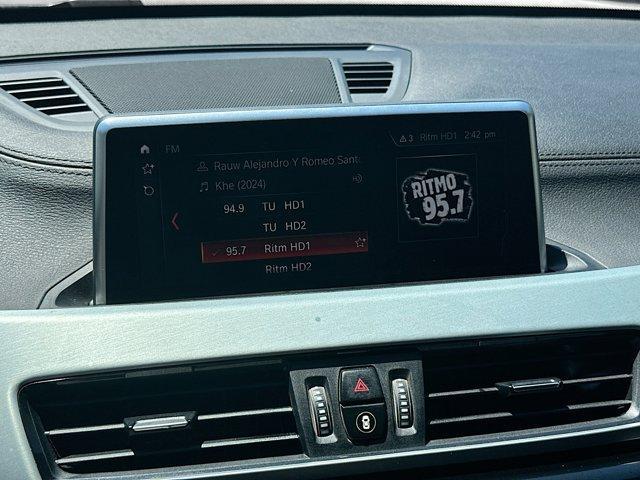 FM
3 Ritm HD1 2:42 pm
Rauw Alejandro Y Romeo Sant
Khe (2024)
94.9 TU HD1
TU HD2
95.7 Ritm HD1
Ritm HD2
RITMO
95.7